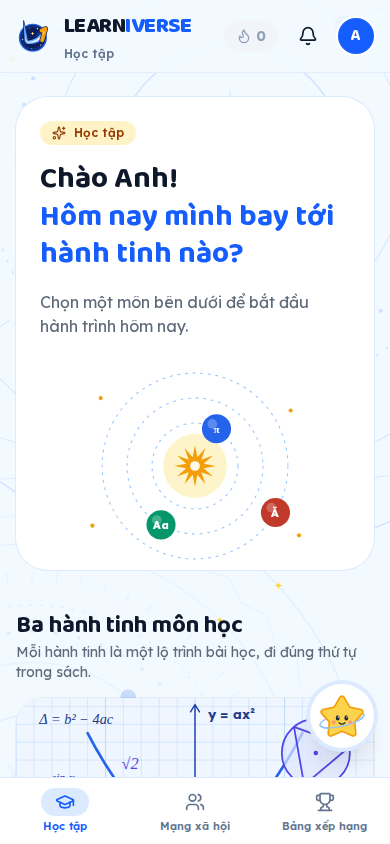 LEARNIVERSE
Học tập
0
A
Học tập
Chào Anh!
Hôm nay mình bay tới
hành tinh nào?
Chọn một môn bên dưới để bắt đầu
hành trình hôm nay.
π
Aa
Ă
Ba hành tinh môn học
Mỗi hành tinh là một lộ trình bài học, đi đúng thứ tự
trong sách.
Δ = b² − 4ac
y = ax²
√2
Học tập
Mạng xã hội
Bảng xếp hạng